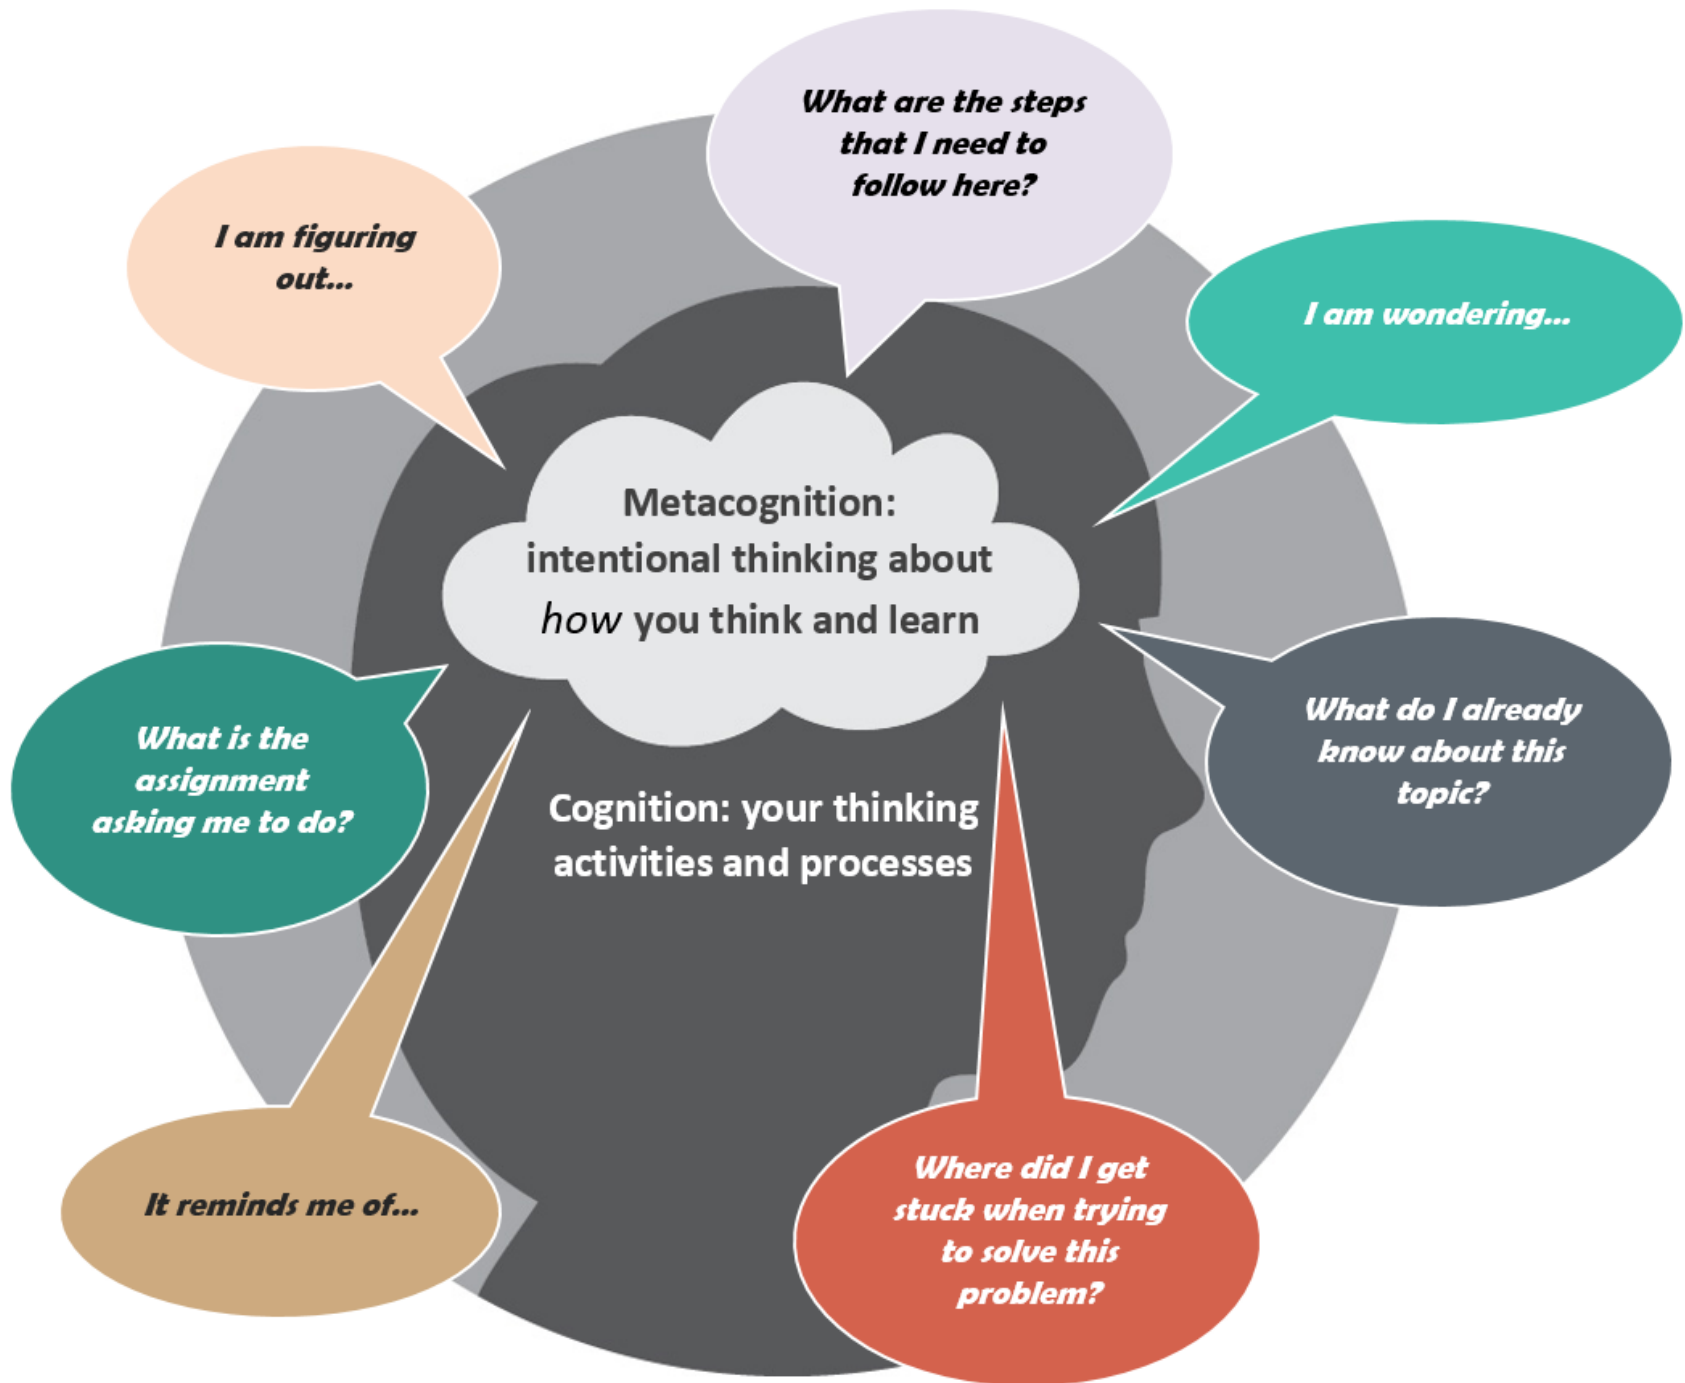 What are the steps
that I need to
follow here?
I am figuring
out...
I am wondering...
Metacognition:
intentional thinking about
how you think and learn
What do I already
know about this
topic?
What is the
assignment
asking me to do?
Cognition: your thinking
activities and processes
It reminds me of...
Where did I get
stuck when trying
to solve this
problem?